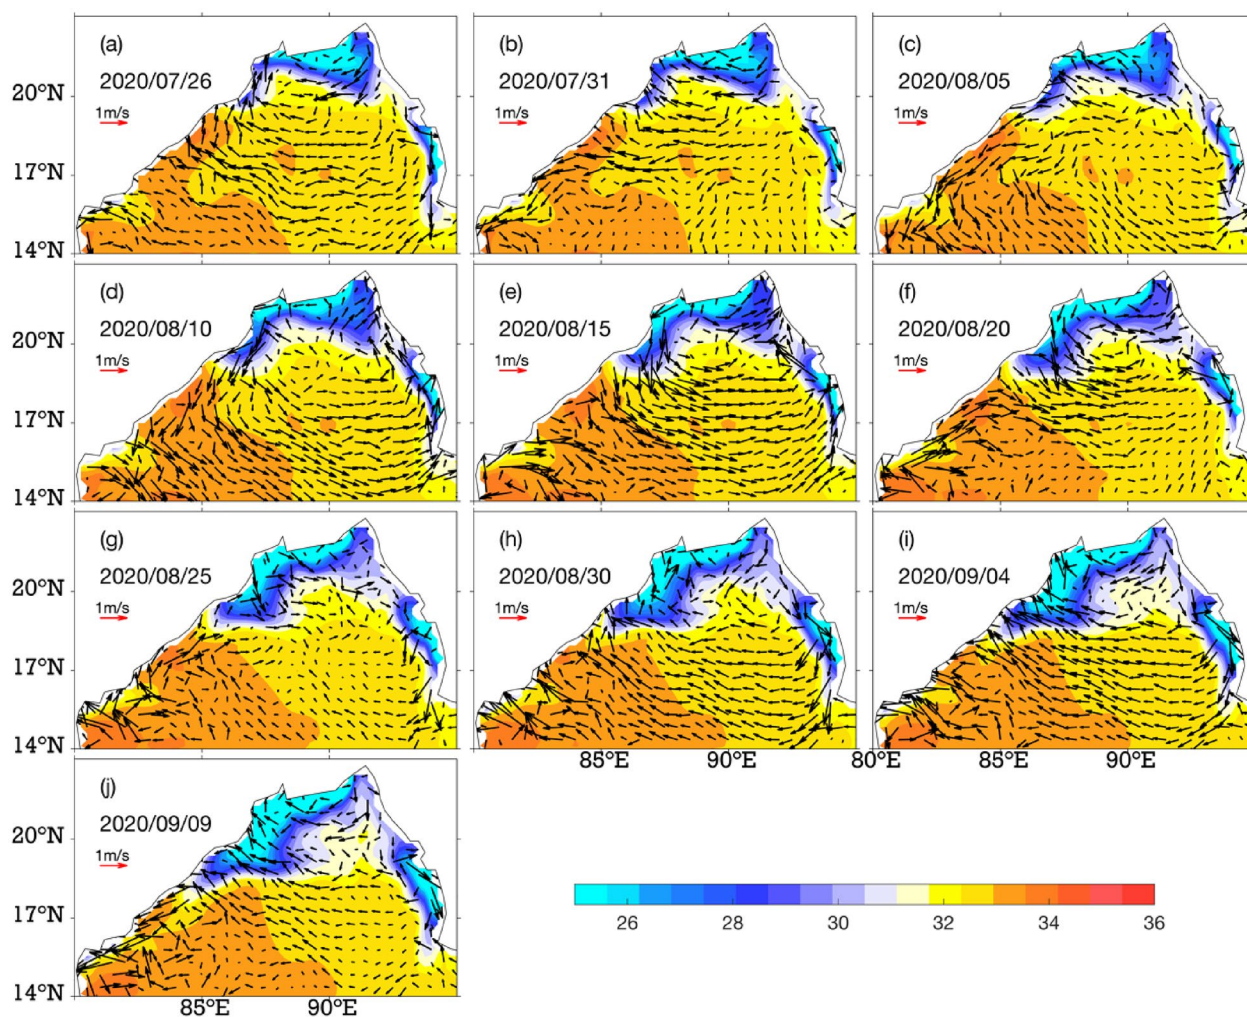 (a)
2020/07/26
1m/s
(b)
2020/07/31
1m/s
(c)
2020/08/05
1m/s
20°N
17°N
14°N
(d)
2020/08/10
1m/s
(e)
2020/08/15
1m/s
(f)
2020/08/20
1m/s
20°N
17°N
14°N
(g)
2020/08/25
1m/s
(h)
2020/08/30
1m/s
(i)
2020/09/04
1m/s
20°N
17°N
14°N
85°E 90°E 80°E 85°E 90°E
(j)
2020/09/09
1m/s
20°N
17°N
14°N
85°E 90°E
26 28 30 32 34 36